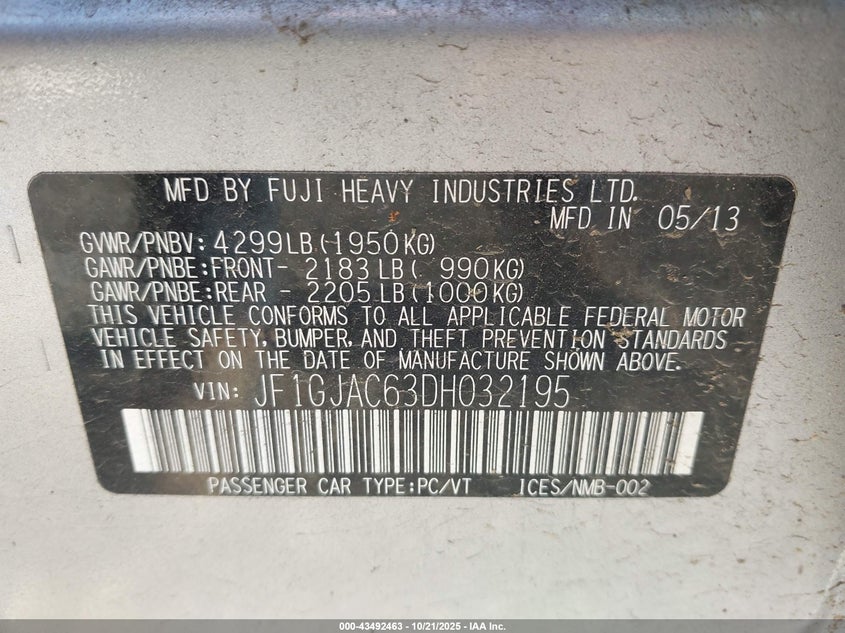 MFD BY FUJI HEAVY INDUSTRIES LTD.
MFD IN 05/13
GVWR/PNBV: 4299LB(1950KG)
GAWR/PNBE:FRONT- 2183LB( 990KG)
GAWR/PNBE:REAR - 2205LB(1000KG)
THIS VEHICLE CONFORMS TO ALL APPLICABLE FEDERAL MOTOR
VEHICLE SAFETY, BUMPER, AND THEFT PREVENTION STANDARDS
IN EFFECT ON THE DATE OF MANUFACTURE SHOWN ABOVE.
VIN: JF1GJAC63DH032195
PASSENGER CAR TYPE:PC/VT ICES/NMB-002
000-43492463 - 10/21/2025 - IAA Inc.